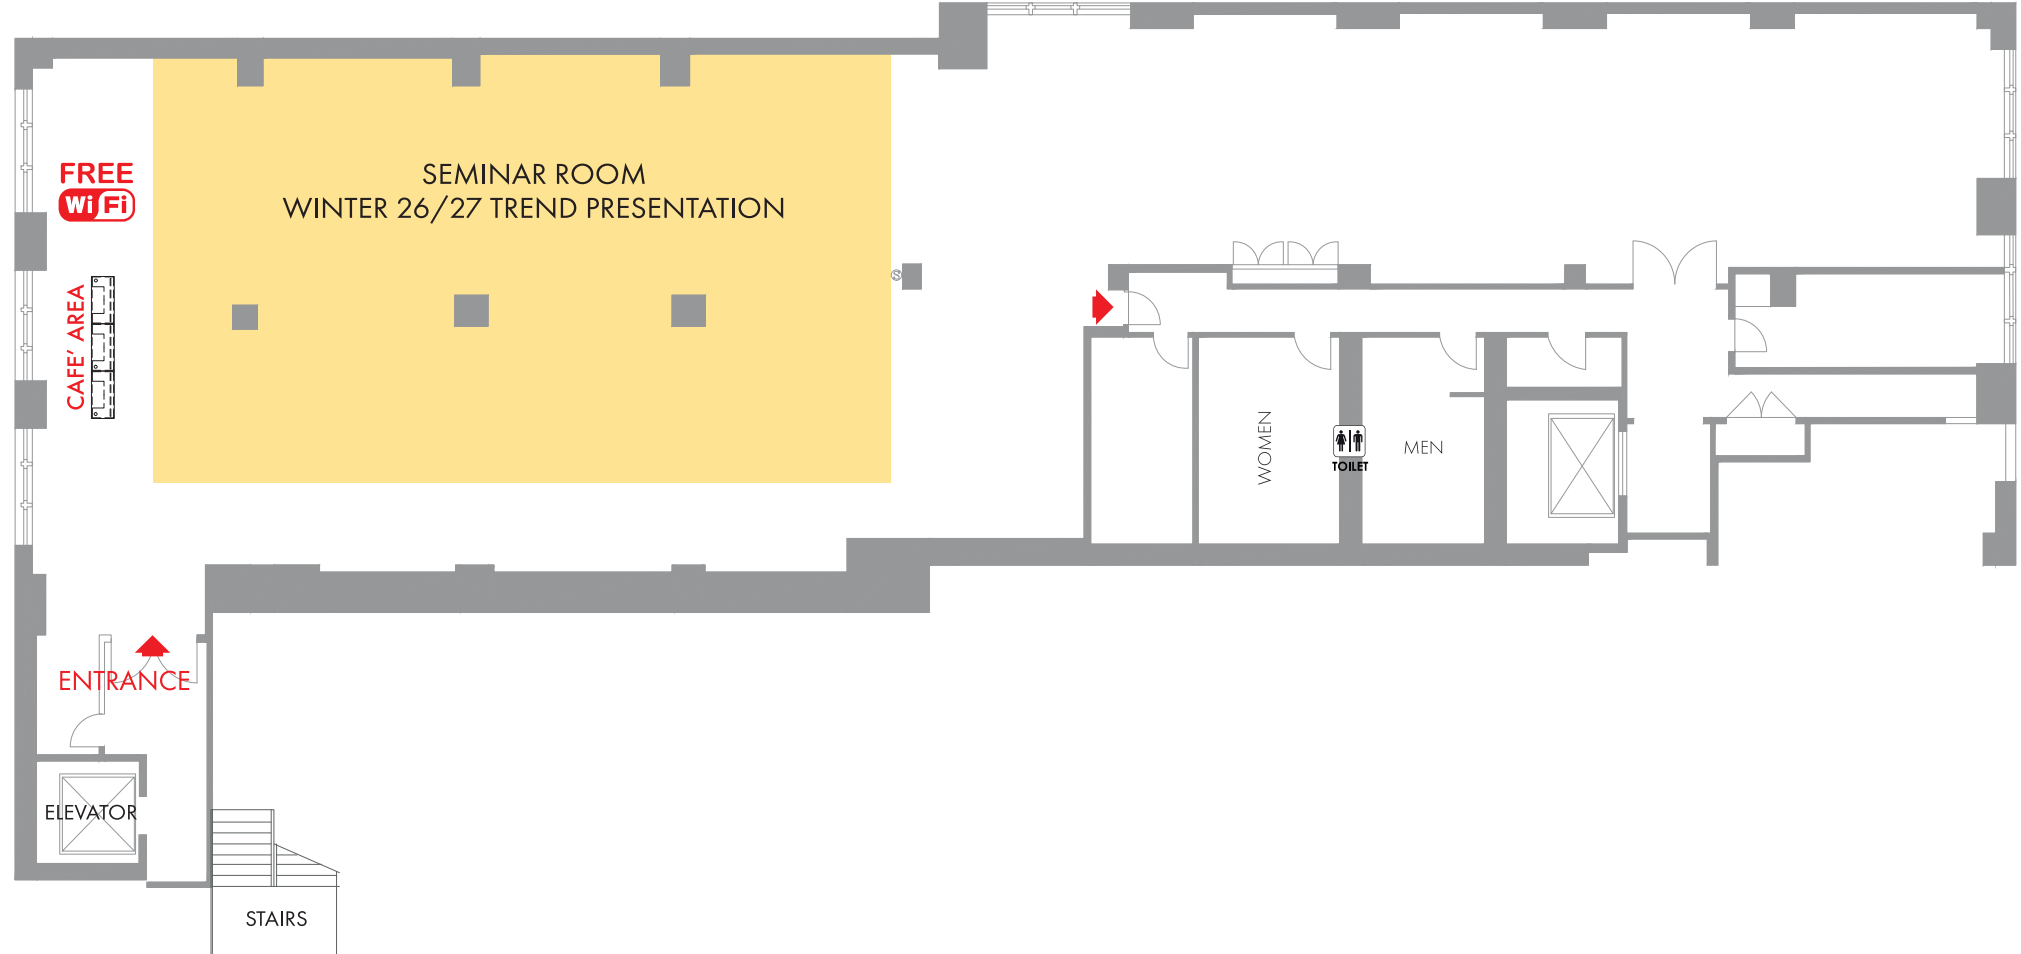 FREE
WiFi
SEMINAR ROOM
WINTER 26/27 TREND PRESENTATION
S
CAFE’ AREA
WOMEN
TOILET
MEN
ENTRANCE
ELEVATOR
STAIRS